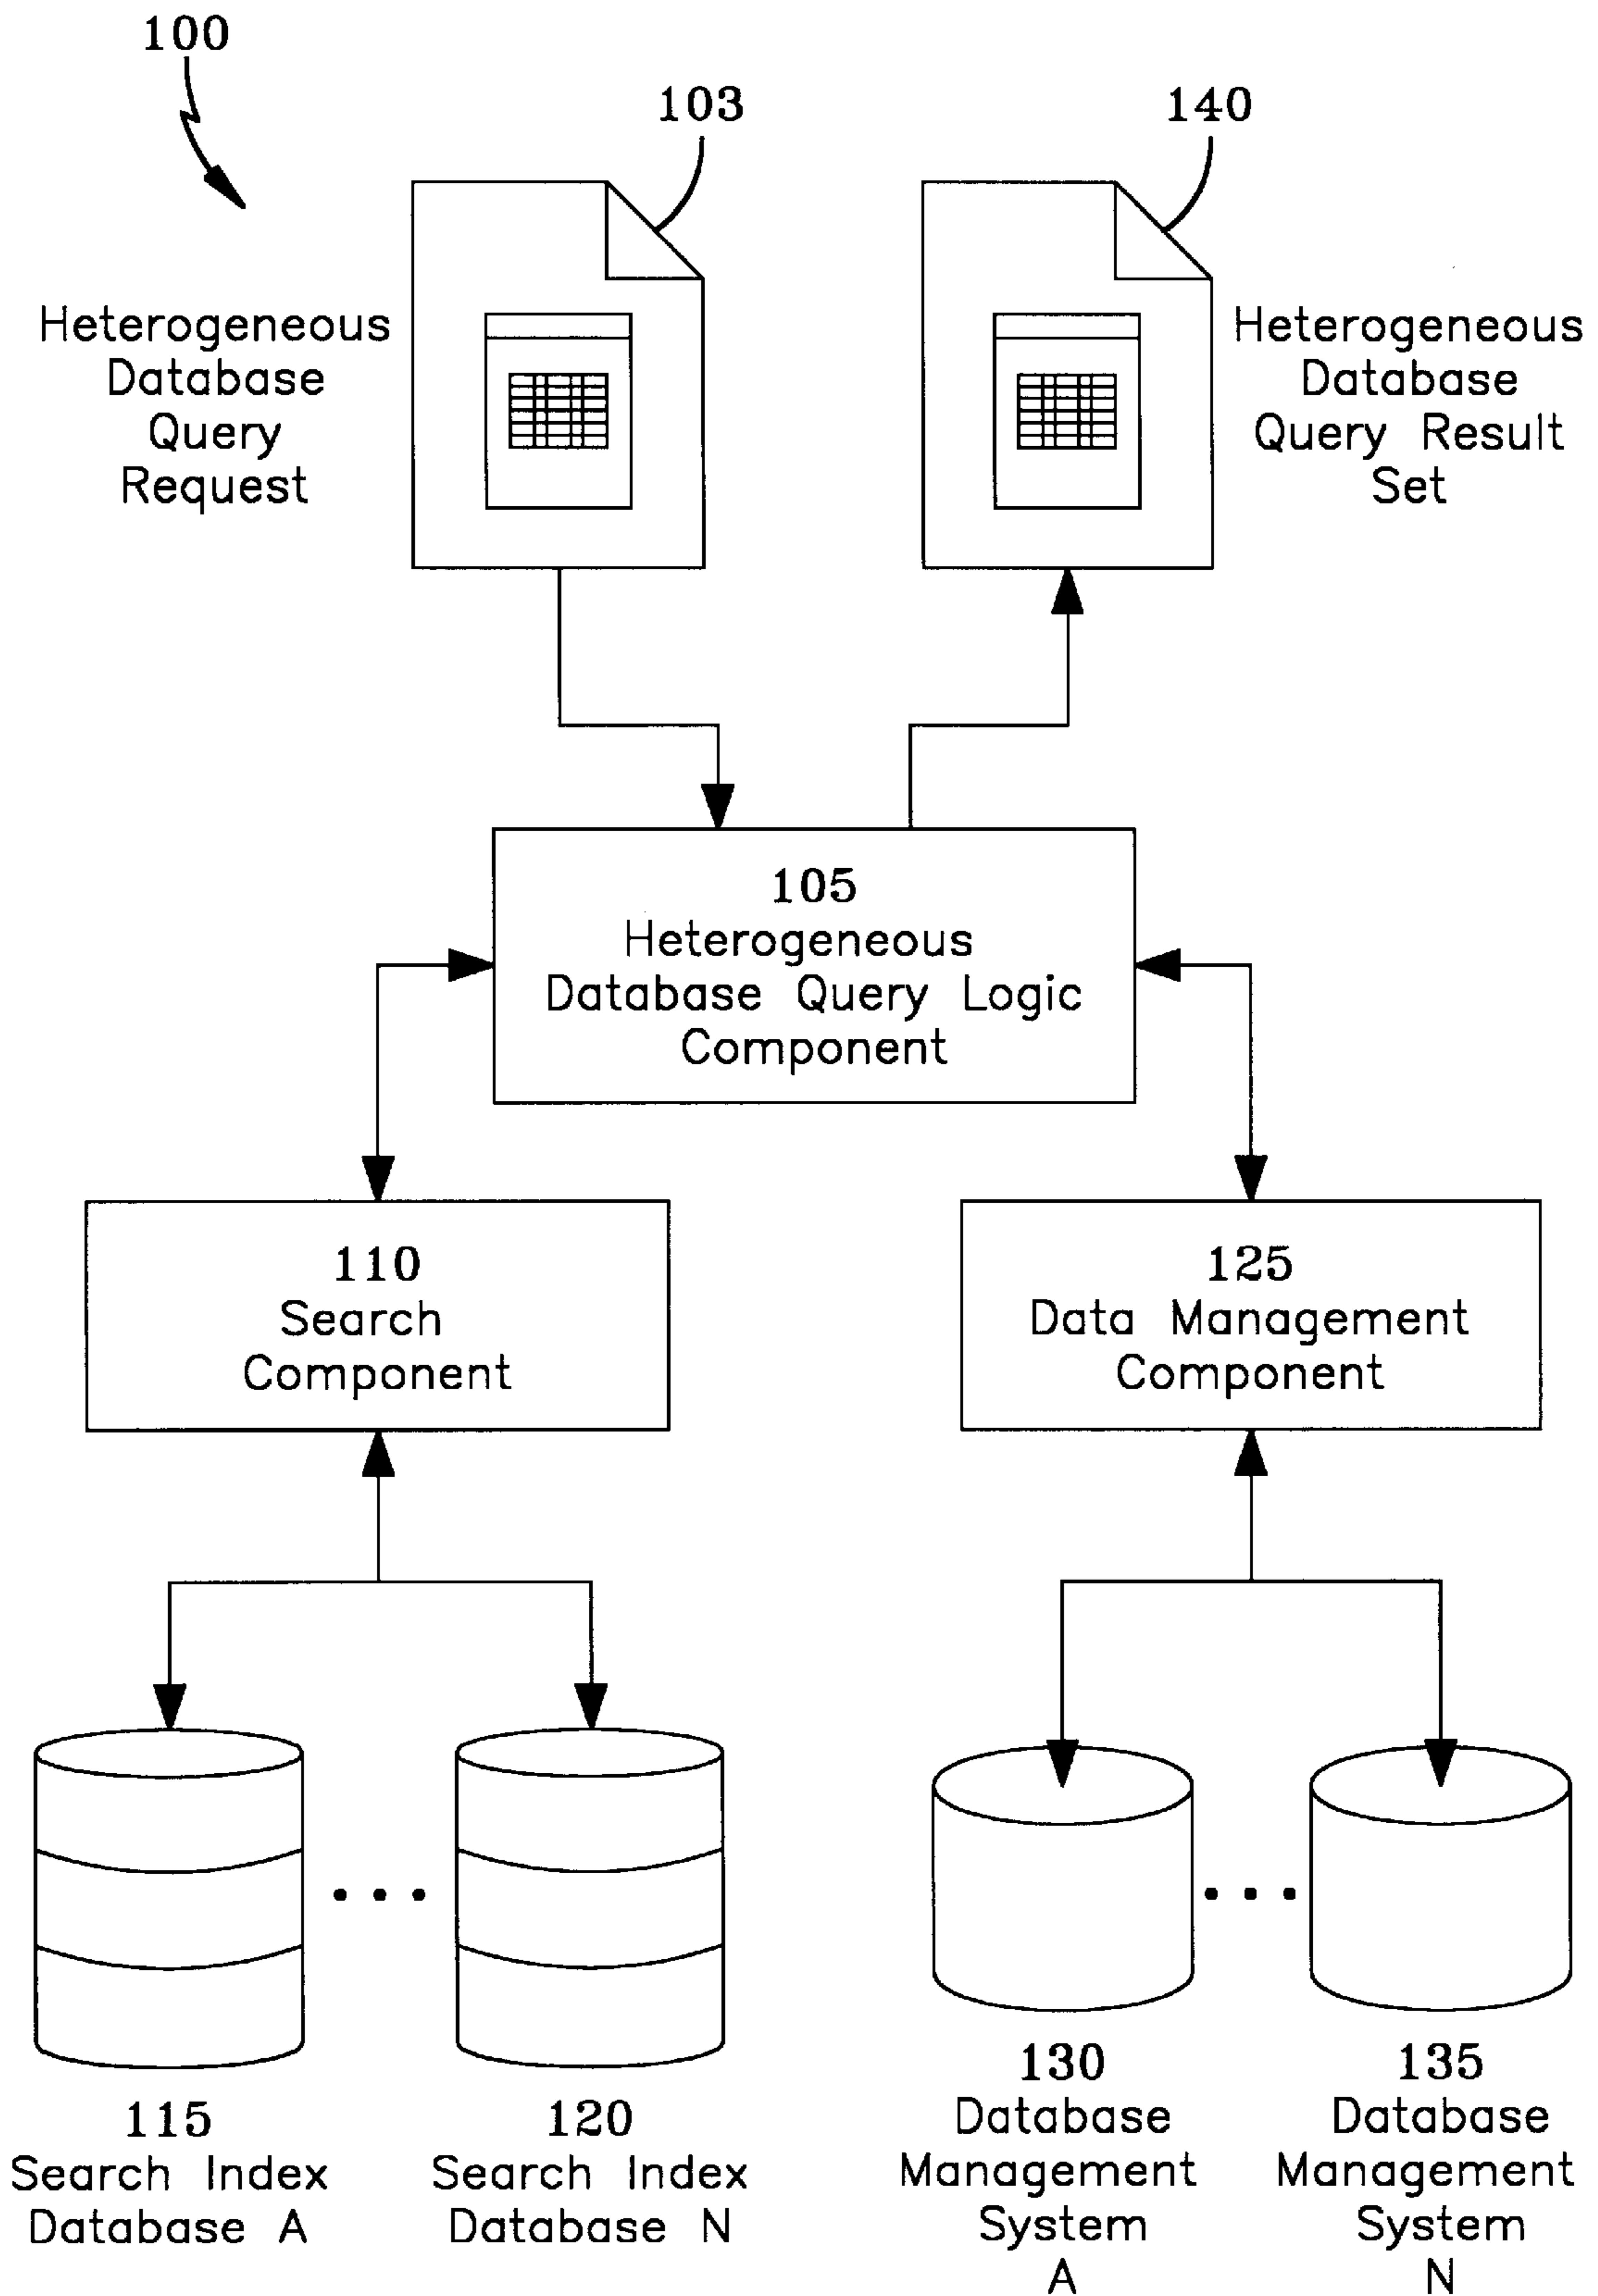 100
103
140
Heterogeneous
Database
Query
Request
Heterogeneous
Database
Query Result
Set
105
Heterogeneous
Database Query Logic
Component
110
Search
Component
125
Data Management
Component
115
Search Index
Database A
120
Search Index
Database N
130
Database
Management
System
A
135
Database
Management
System
N